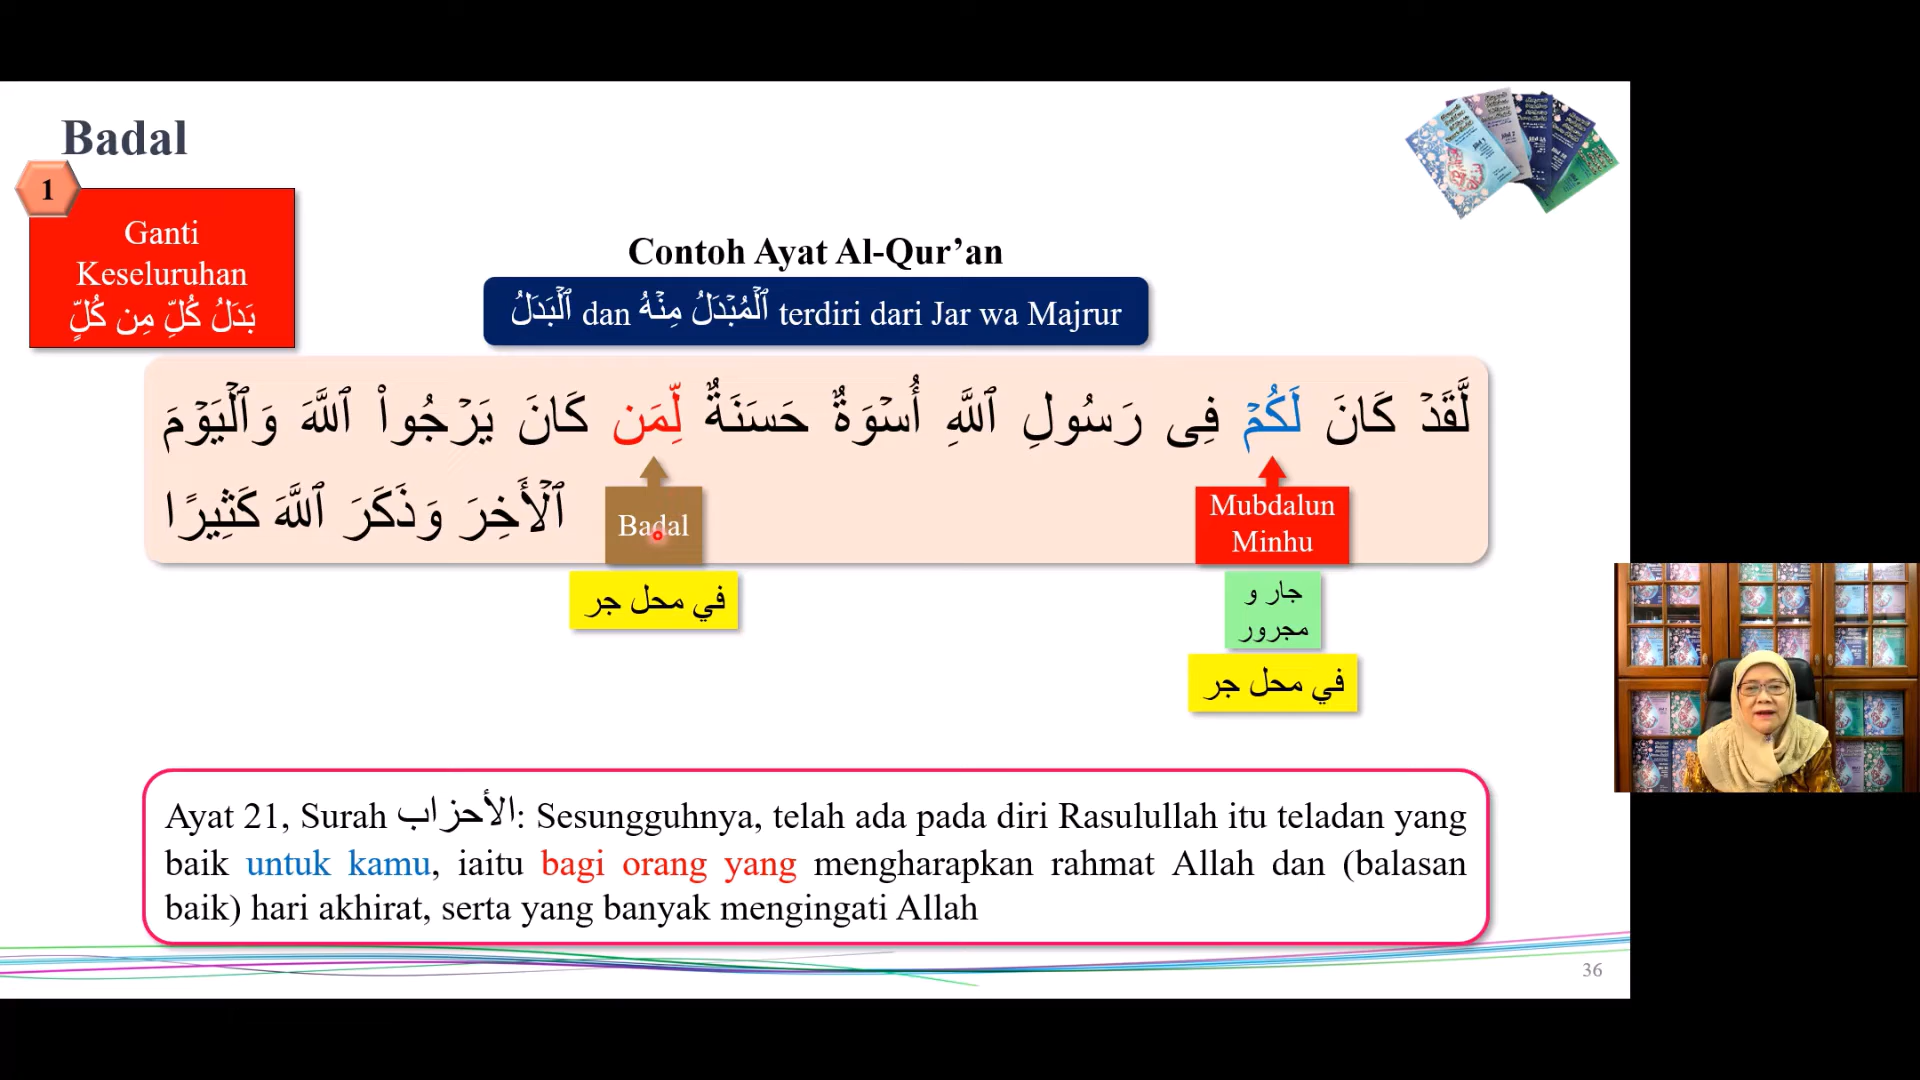 Badal
1
Ganti
Keseluruhan
بَدَلُ كُلٍّ مِن كُلٍّ
Contoh Ayat Al-Qur’an
ٱلْبَدَلُ dan ٱلْمُبْدَلُ مِنْهُ terdiri dari Jar wa Majrur
لَّقَدْ كَانَ لَكُمْ فِى رَسُولِ ٱللَّهِ أُسْوَةٌ حَسَنَةٌ لِّمَن كَانَ يَرْجُوا۟ ٱللَّهَ وَٱلْيَوْمَ
ٱلْأَخِرَ وَذَكَرَ ٱللَّهَ كَثِيرًا
Badal
Mubdalun
Minhu
في محل جر
جار و
مجرور
في محل جر
Ayat 21, Surah الأحزاب: Sesungguhnya, telah ada pada diri Rasulullah itu teladan yang
baik untuk kamu, iaitu bagi orang yang mengharapkan rahmat Allah dan (balasan
baik) hari akhirat, serta yang banyak mengingati Allah
36